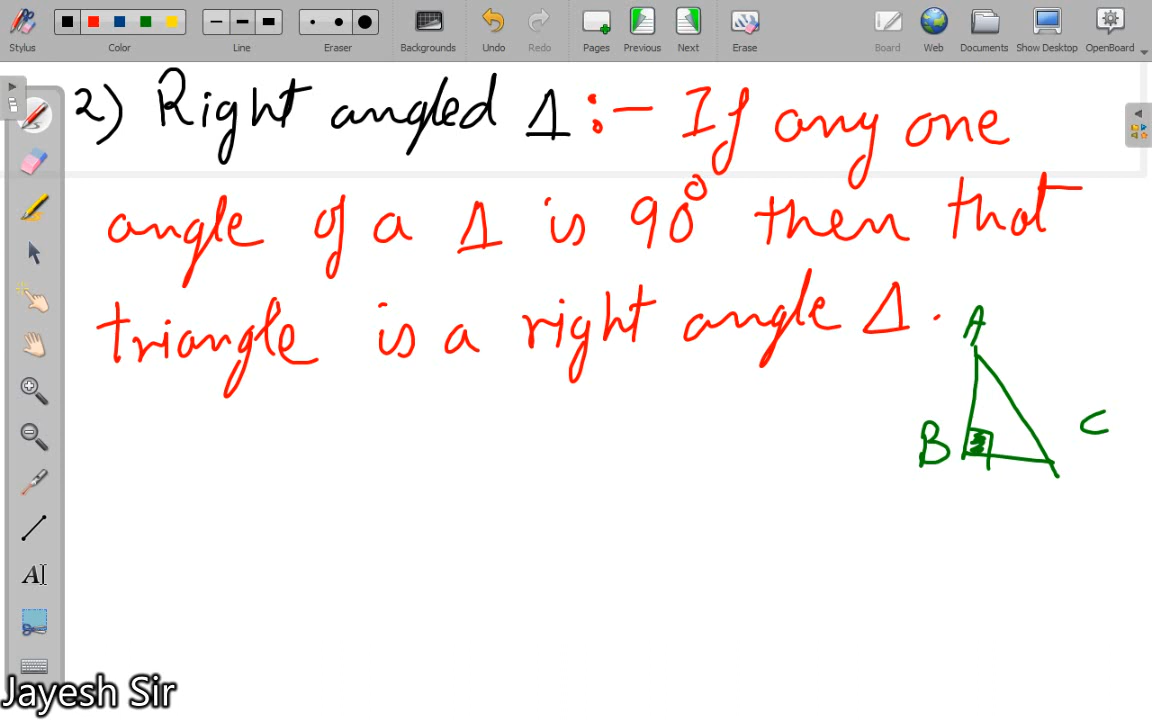 Stylus
Color
Line
Eraser
Backgrounds
Undo
Redo
Pages
Previous
Next
Erase
Board
Web
Documents
Show Desktop
OpenBoard
2) Right angled Δ :- If any one
angle of a Δ is 90° then that
triangle is a right angle Δ.
A
B
C
Jayesh Sir